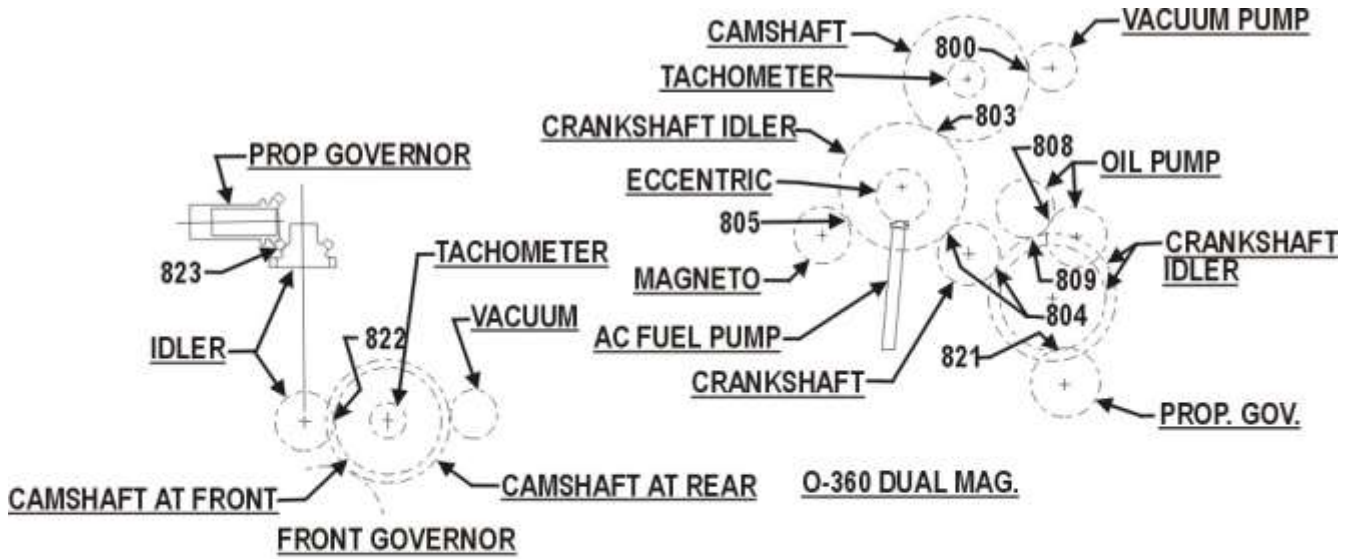 CAMSHAFT
800
VACUUM PUMP
TACHOMETER
803
CRANKSHAFT IDLER
808
OIL PUMP
PROP GOVERNOR
ECCENTRIC
805
823
TACHOMETER
MAGNETO
809
CRANKSHAFT
IDLER
804
VACUUM
822
IDLER
AC FUEL PUMP
821
CRANKSHAFT
PROP. GOV.
CAMSHAFT AT FRONT
CAMSHAFT AT REAR
O-360 DUAL MAG.
FRONT GOVERNOR